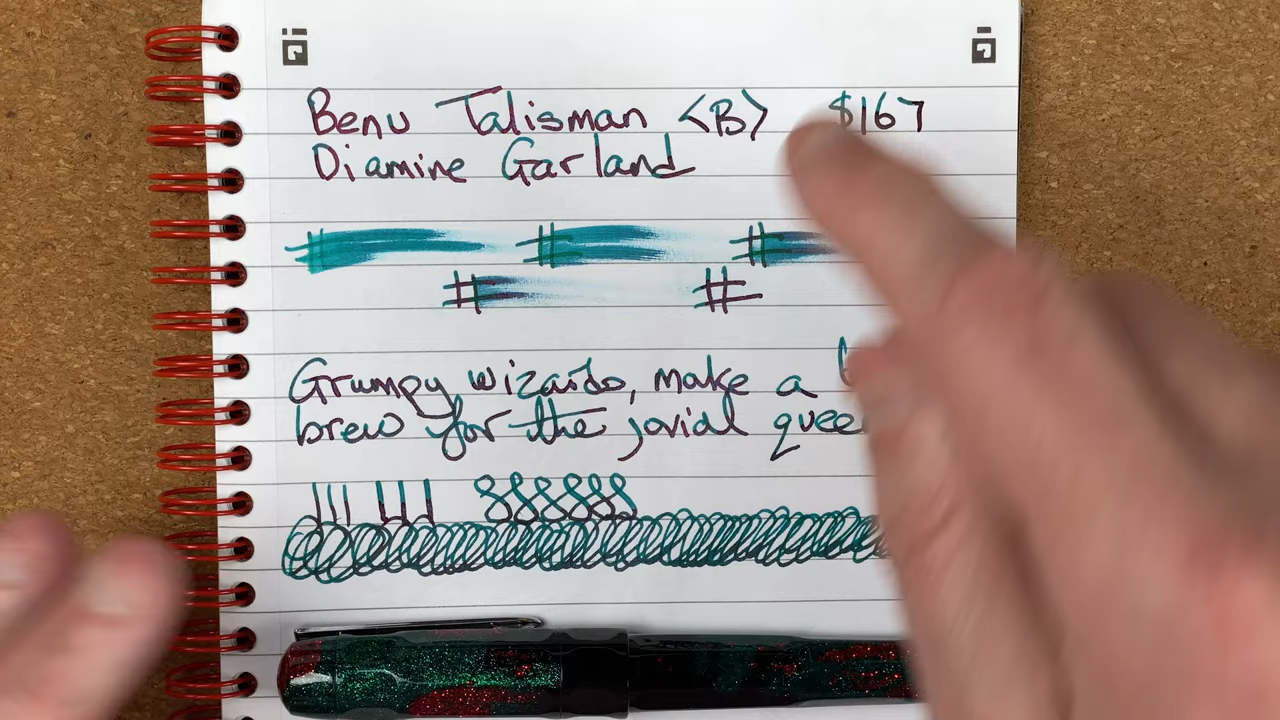 Benu Talisman <B> $167
Diamine Garland
Grumpy wizards, make a
brew for the jovial